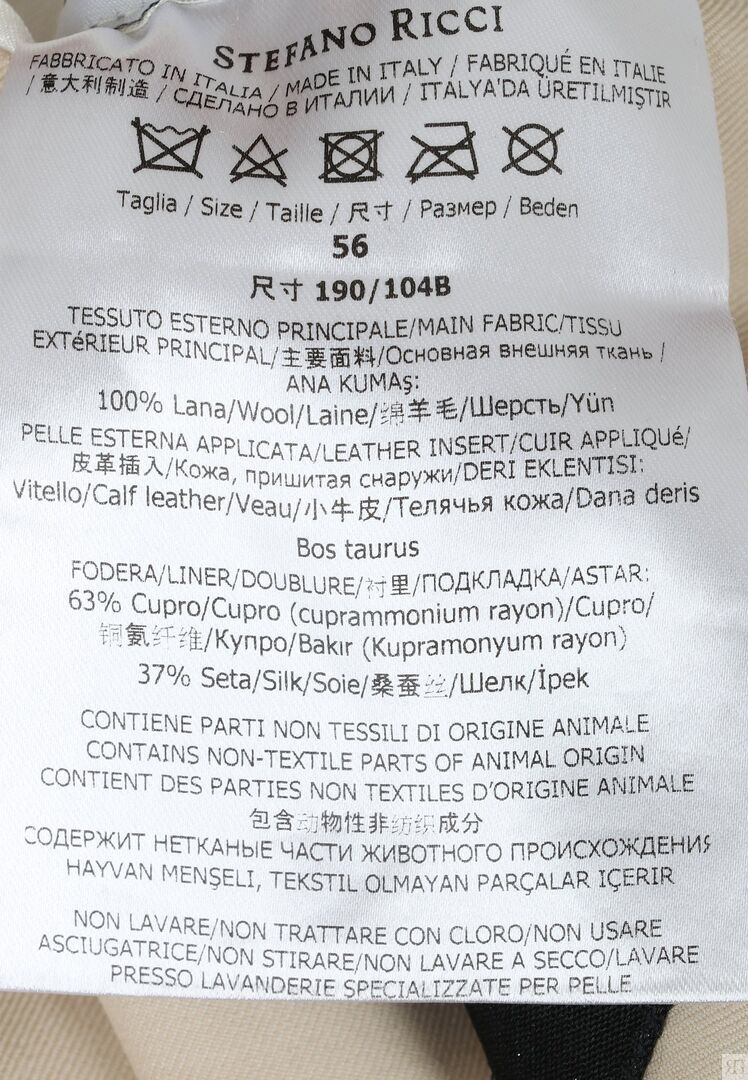 STEFANO RICCI
FABBRICATO IN ITALIA / MADE IN ITALY / FABRIQUÉ EN ITALIE
/ 意大利制造 / СДЕЛАНО В ИТАЛИИ / ITALYA'DA ÜRETILMIŞTIR
Taglia / Size / Taille / 尺寸 / Размер / Beden
56
尺寸 190/104B
TESSUTO ESTERNO PRINCIPALE/MAIN FABRIC/TISSU
EXTéRIEUR PRINCIPAL/主要面料/Основная внешняя ткань /
ANA KUMAş:
100% Lana/Wool/Laine/绵羊毛/Шерсть/Yün
PELLE ESTERNA APPLICATA/LEATHER INSERT/CUIR APPLIQUé/
皮革插入/Кожа, пришитая снаружи/DERI EKLENTISI:
Vitello/Calf leather/Veau/小牛皮/Телячья кожа/Dana deris
Bos taurus
FODERA/LINER/DOUBLURE/衬里/ПОДКЛАДКА/ASTAR:
63% Cupro/Cupro (cuprammonium rayon)/Cupro/
铜氨纤维/Купро/Bakır (Kupramonyum rayon)
37% Seta/Silk/Soie/桑蚕丝/Шелк/İpek
CONTIENE PARTI NON TESSILI DI ORIGINE ANIMALE
CONTAINS NON-TEXTILE PARTS OF ANIMAL ORIGIN
CONTIENT DES PARTIES NON TEXTILES D'ORIGINE ANIMALE
包含动物性非纺织成分
СОДЕРЖИТ НЕТКАНЫЕ ЧАСТИ ЖИВОТНОГО ПРОИСХОЖДЕНИЯ
HAYVAN MENŞELI, TEKSTIL OLMAYAN PARÇALAR IÇERIR
NON LAVARE/NON TRATTARE CON CLORO/NON USARE
ASCIUGATRICE/NON STIRARE/NON LAVARE A SECCO/LAVARE
PRESSO LAVANDERIE SPECIALIZZATE PER PELLE